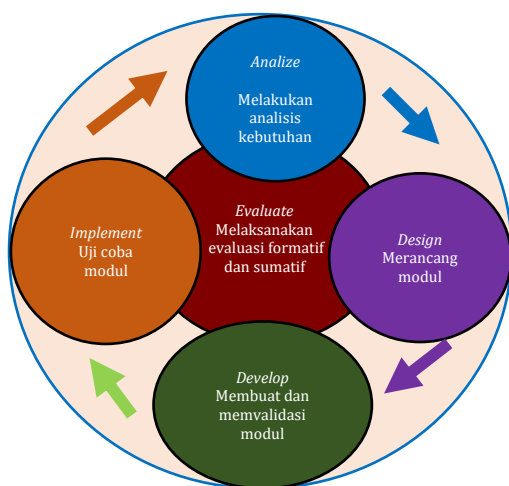 Analize
Melakukan
analisis
kebutuhan
Evaluate
Melaksanakan
evaluasi formatif
dan sumatif
Implement
Uji coba
modul
Design
Merancang
modul
Develop
Membuat dan
memvalidasi
modul